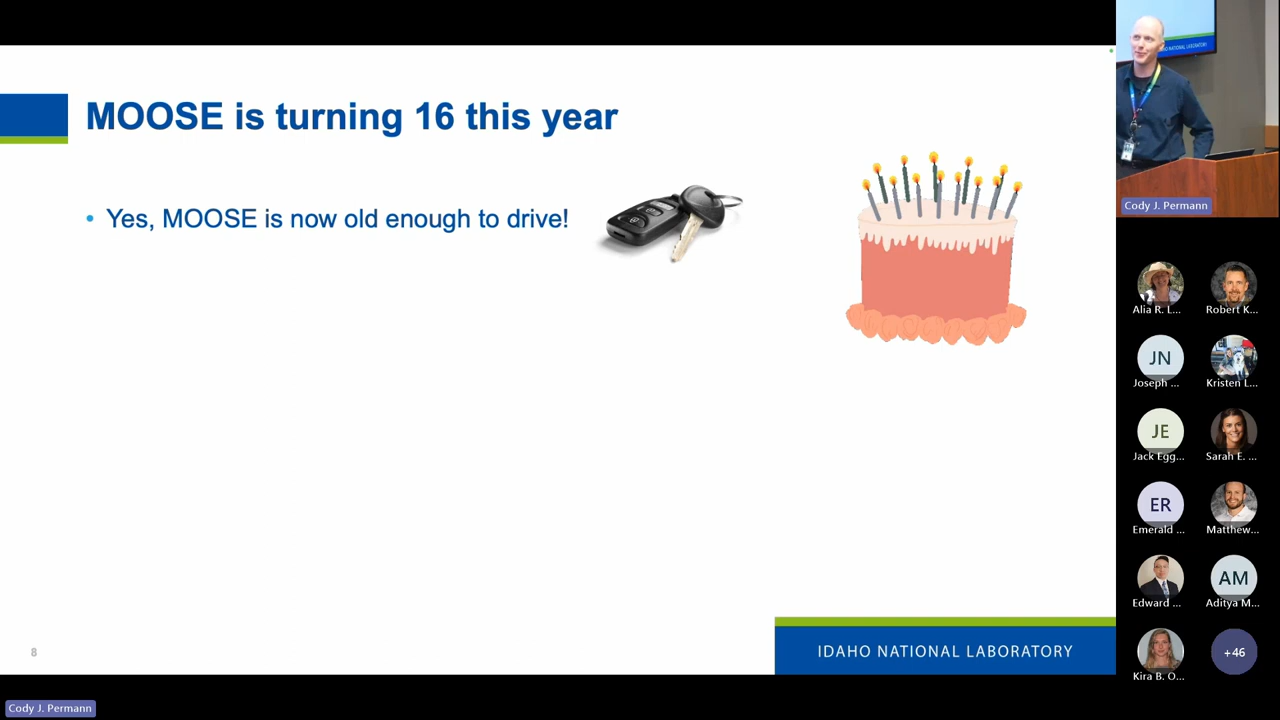 MOOSE is turning 16 this year
• Yes, MOOSE is now old enough to drive!
8
IDAHO NATIONAL LABORATORY
Cody J. Permann
Cody J. Permann
Alia R. L...
Robert K...
JN
Joseph ...
Kristen L...
JE
Jack Egg...
Sarah E. ...
ER
Emerald ...
Matthew...
Edward ...
AM
Aditya M...
Kira B. O...
+46